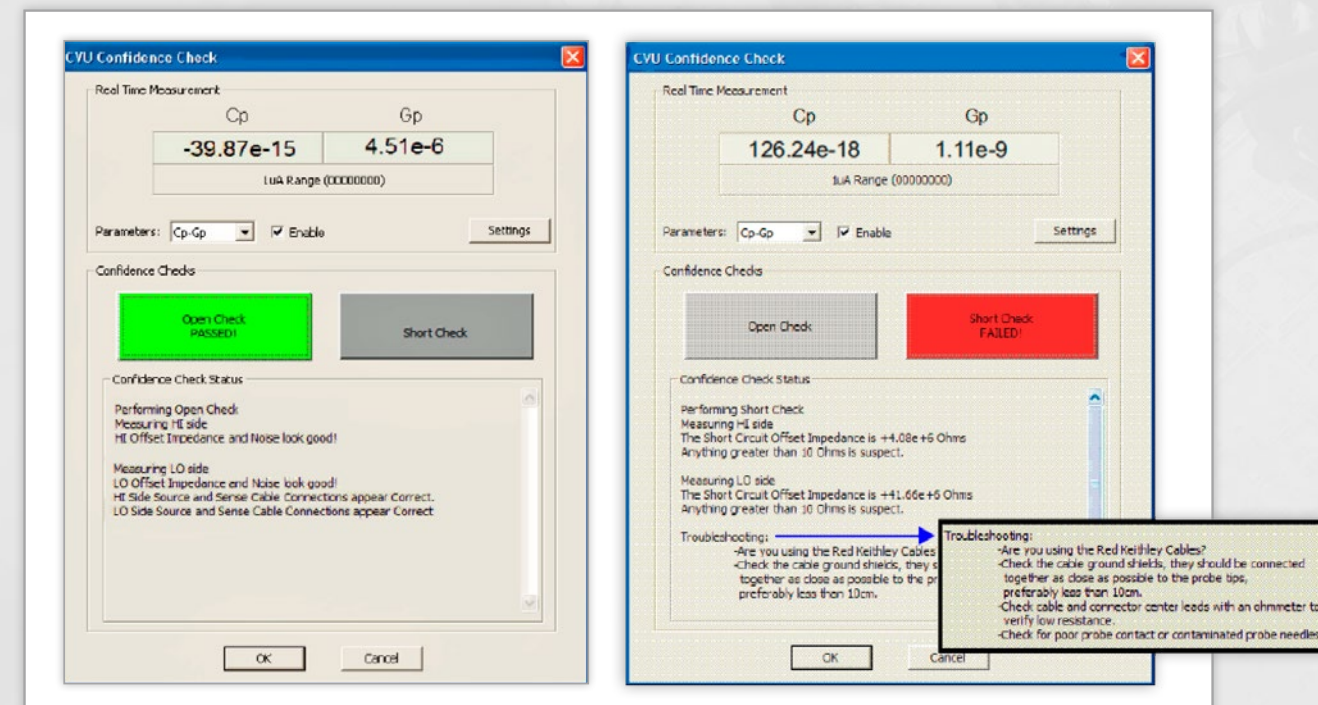 CVU Confidence Check
Real Time Measurement
Cp Gp
-39.87e-15 4.51e-6
1uA Range (00000000)
Parameters: Cp-Gp Enable Settings
Confidence Checks
Open Check
PASSED!
Short Check
Confidence Check Status
Performing Open Check
Measuring HI side
HI Offset Impedance and Noise look good!
Measuring LO side
LO Offset Impedance and Noise look good!
HI Side Source and Sense Cable Connections appear Correct.
LO Side Source and Sense Cable Connections appear Correct
OK Cancel
CVU Confidence Check
Real Time Measurement
Cp Gp
126.24e-18 1.11e-9
1uA Range (00000000)
Parameters: Cp-Gp Enable Settings
Confidence Checks
Open Check
Short Check
FAILED!
Confidence Check Status
Performing Short Check
Measuring HI side
The Short Circuit Offset Impedance is +4.08e+6 Ohms
Anything greater than 10 Ohms is suspect.
Measuring LO side
The Short Circuit Offset Impedance is +41.66e+6 Ohms
Anything greater than 10 Ohms is suspect.
Troubleshooting:
-Are you using the Red Keithley Cables
-Check the cable ground shields, they s
together as close as possible to the pr
preferably less than 10cm.
OK Cancel
Troubleshooting:
-Are you using the Red Keithley Cables?
-Check the cable ground shields, they should be connected
together as close as possible to the probe tips,
preferably less than 10cm.
-Check cable and connector center leads with an ohmmeter to
verify low resistance.
-Check for poor probe contact or contaminated probe needles